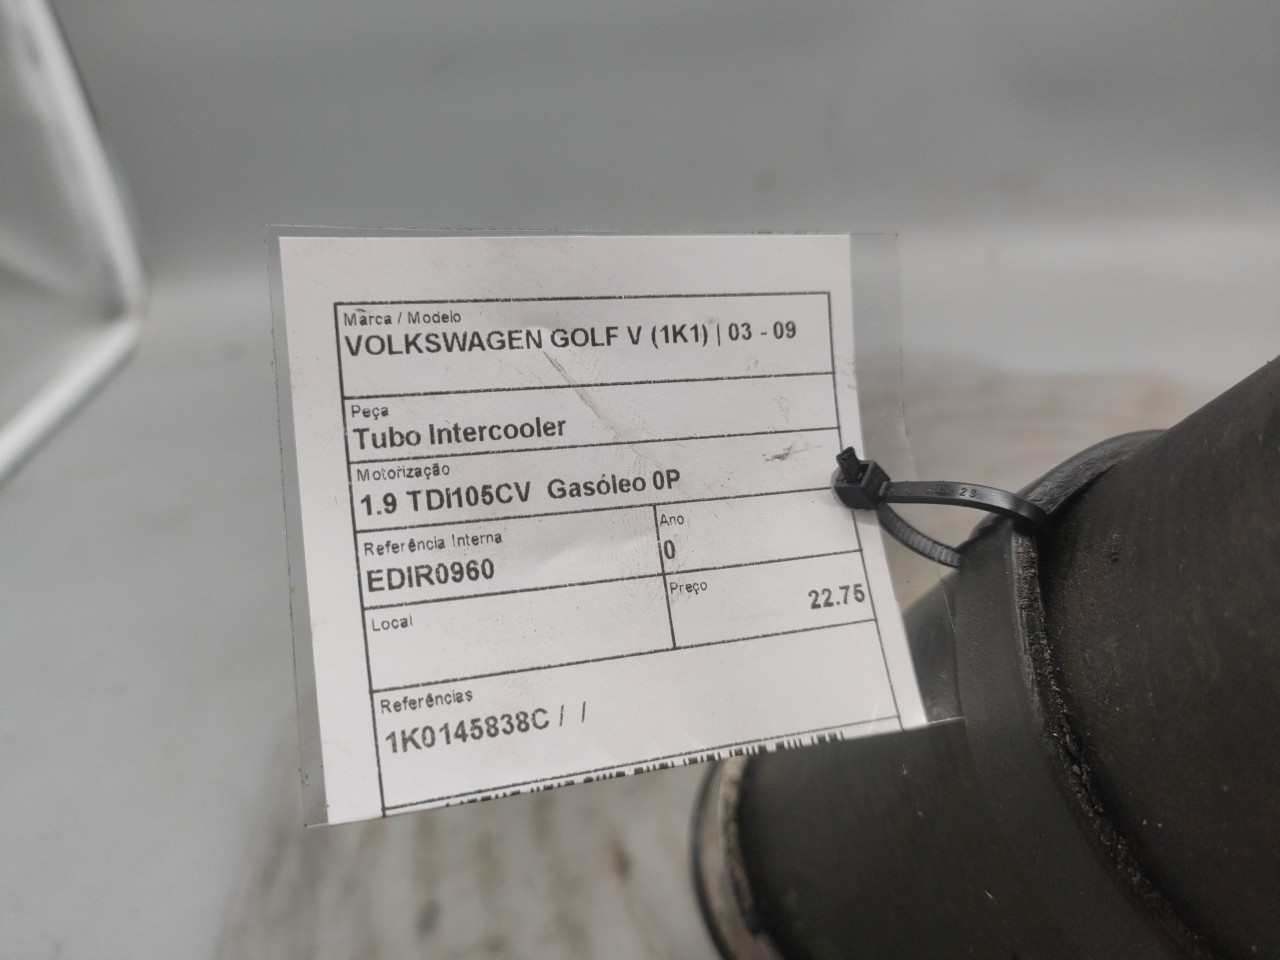 Marca / Modelo
VOLKSWAGEN GOLF V (1K1) | 03 - 09
Peça
Tubo Intercooler
Motorização
1.9 TDI105CV Gasóleo 0P
Referência Interna
EDIR0960
Ano
0
Local
Preço
22.75
Referências
1K0145838C / /